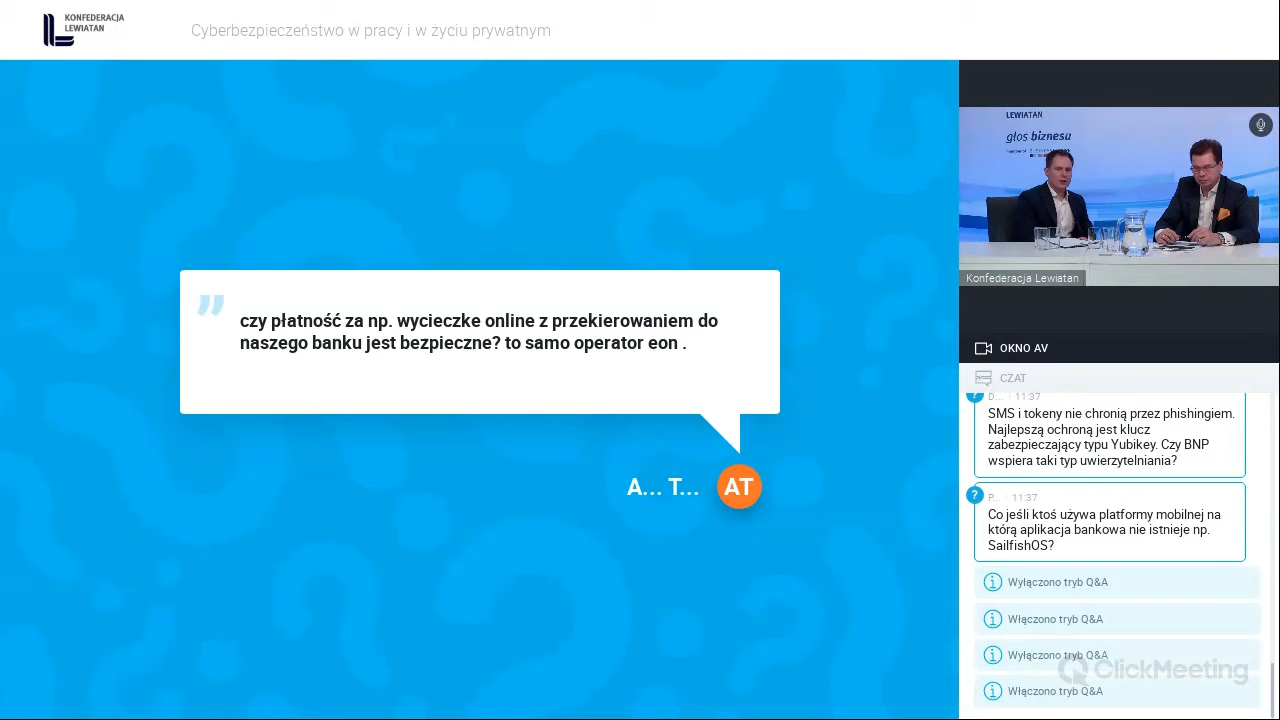 KONFEDERACJA
LEWIATAN
Cyberbezpieczeństwo w pracy i w życiu prywatnym
LEWIATAN
głos biznesu
member of
Konfederacja Lewiatan
OKNO AV
CZAT
”
czy płatność za np. wycieczke online z przekierowaniem do
naszego banku jest bezpieczne? to samo operator eon .
A... T... AT
? D... 11:37
SMS i tokeny nie chronią przez phishingiem.
Najlepszą ochroną jest klucz
zabezpieczający typu Yubikey. Czy BNP
wspiera taki typ uwierzytelniania?
? P... 11:37
Co jeśli ktoś używa platformy mobilnej na
którą aplikacja bankowa nie istnieje np.
SailfishOS?
Wyłączono tryb Q&A
Włączono tryb Q&A
Wyłączono tryb Q&A
ClickMeeting
Włączono tryb Q&A